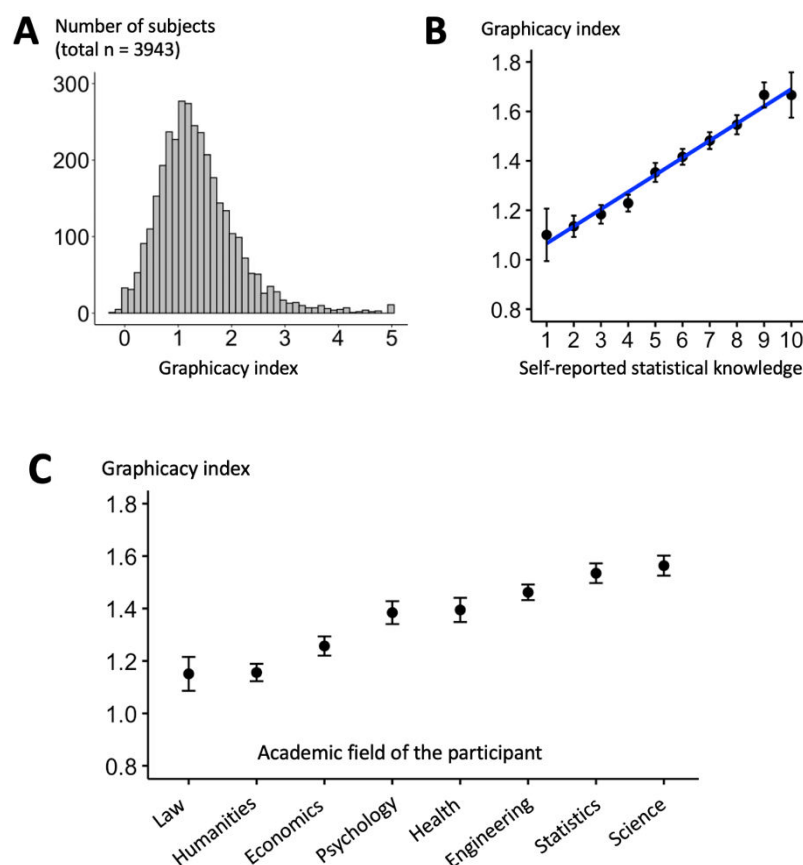 A
Number of subjects
(total n = 3943)
300
200
100
0
0 1 2 3 4 5
Graphicacy index
B
Graphicacy index
1.8
1.6
1.4
1.2
1.0
0.8
1 2 3 4 5 6 7 8 9 10
Self-reported statistical knowledge
C
Graphicacy index
1.8
1.6
1.4
1.2
1.0
0.8
Academic field of the participant
Law
Humanities
Economics
Psychology
Health
Engineering
Statistics
Science